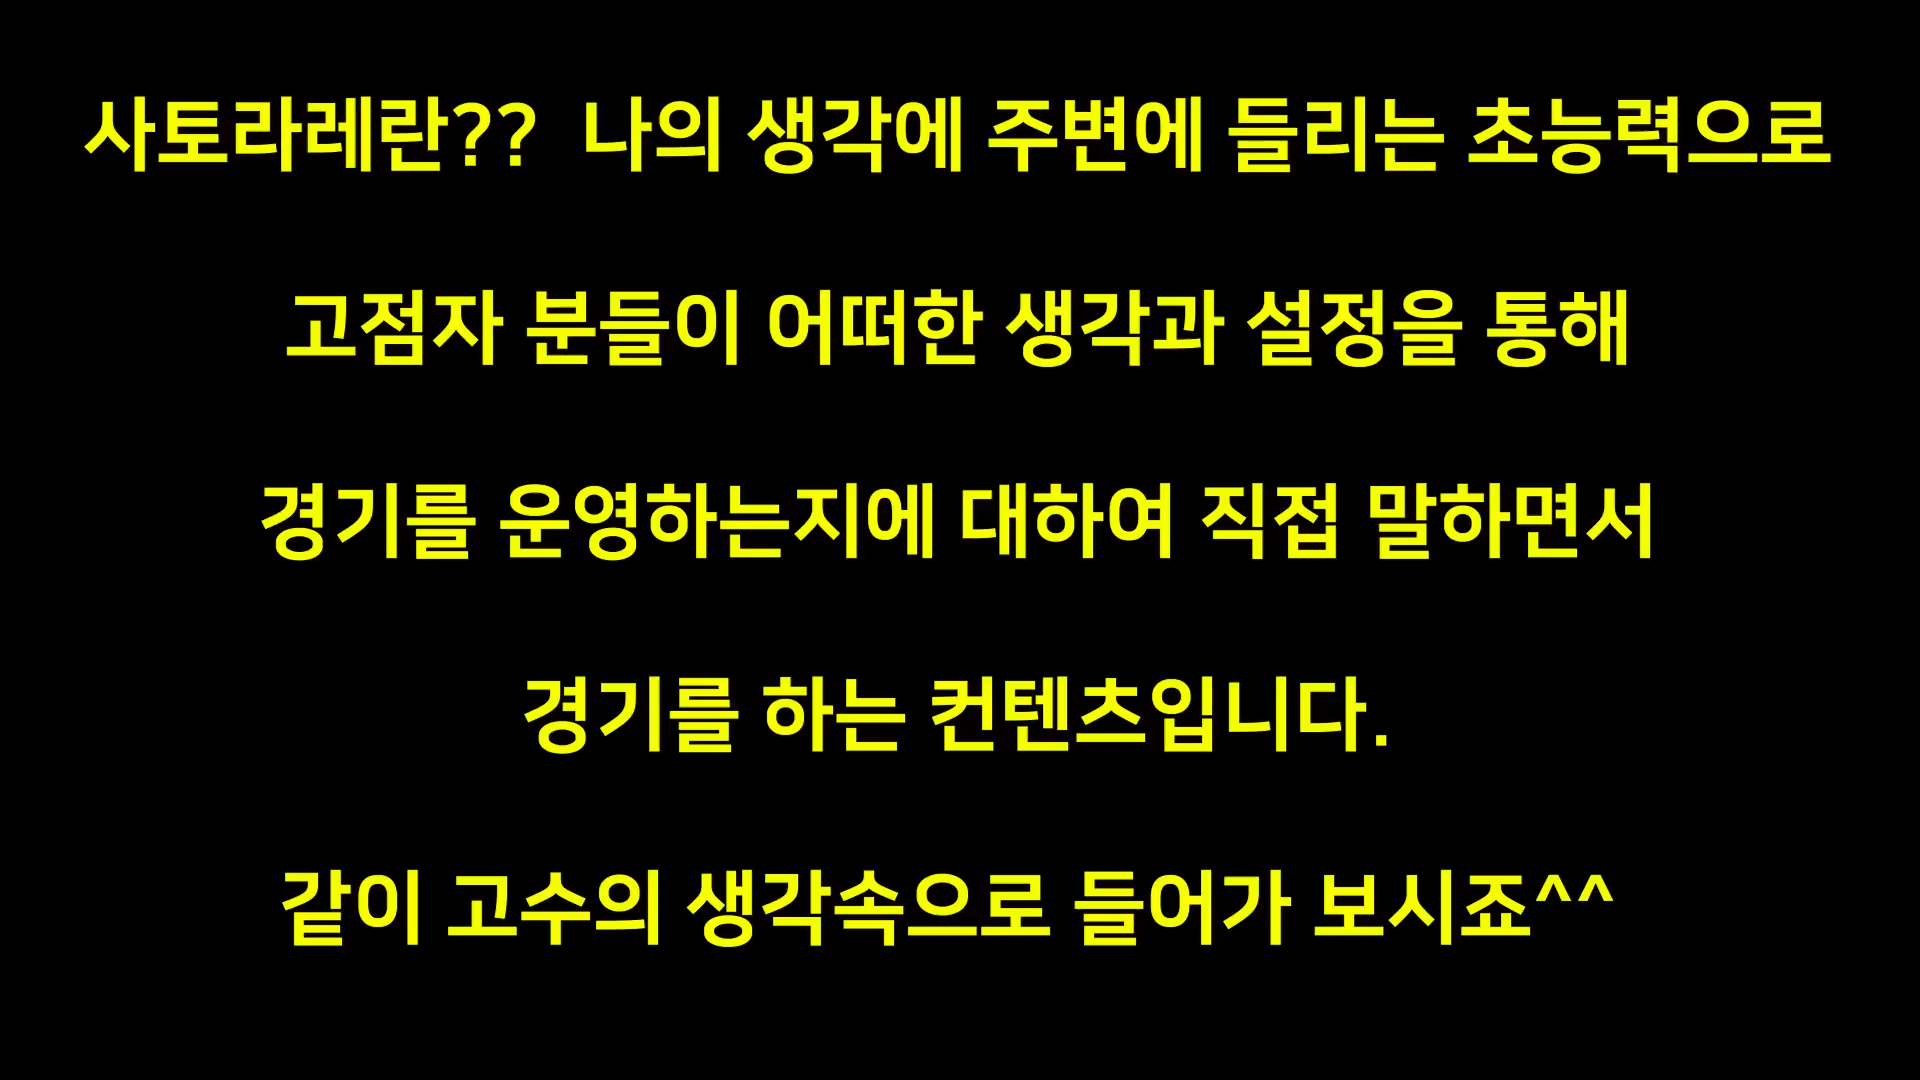 사토라레란?? 나의 생각에 주변에 들리는 초능력으로
고점자 분들이 어떠한 생각과 설정을 통해
경기를 운영하는지에 대하여 직접 말하면서
경기를 하는 컨텐츠입니다.
같이 고수의 생각속으로 들어가 보시죠^^